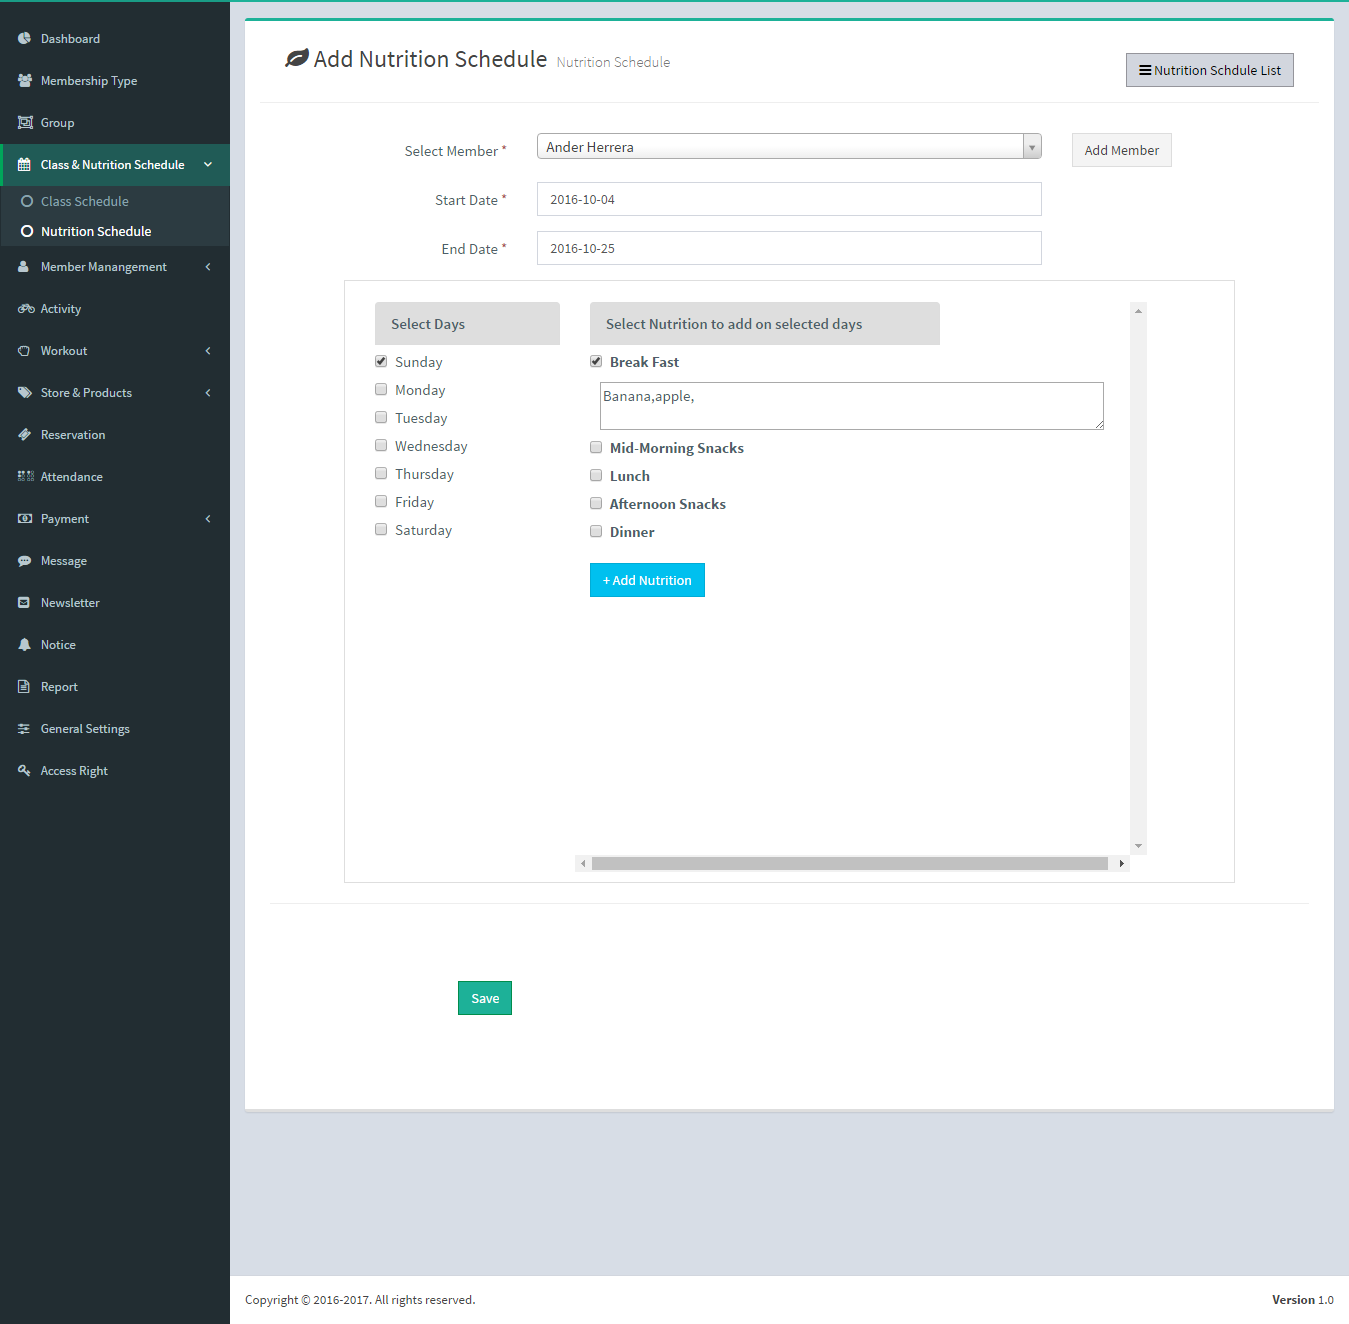 Dashboard
Membership Type
Group
Class & Nutrition Schedule
Class Schedule
Nutrition Schedule
Member Manangement
Activity
Workout
Store & Products
Reservation
Attendance
Payment
Message
Newsletter
Notice
Report
General Settings
Access Right
Add Nutrition Schedule Nutrition Schedule
Nutrition Schdule List
Select Member * Ander Herrera Add Member
Start Date * 2016-10-04
End Date * 2016-10-25
Select Days
Sunday
Monday
Tuesday
Wednesday
Thursday
Friday
Saturday
Select Nutrition to add on selected days
Break Fast
Banana,apple,
Mid-Morning Snacks
Lunch
Afternoon Snacks
Dinner
+ Add Nutrition
Save
Copyright © 2016-2017. All rights reserved. Version 1.0